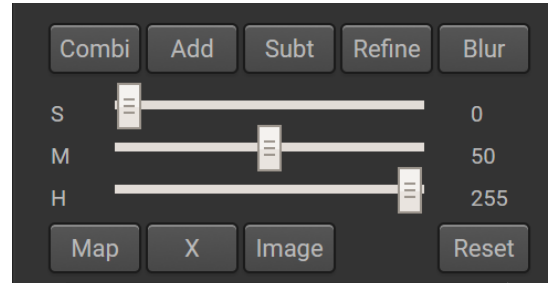 Combi Add Subt Refine Blur
S 0
M 50
H 255
Map X Image Reset